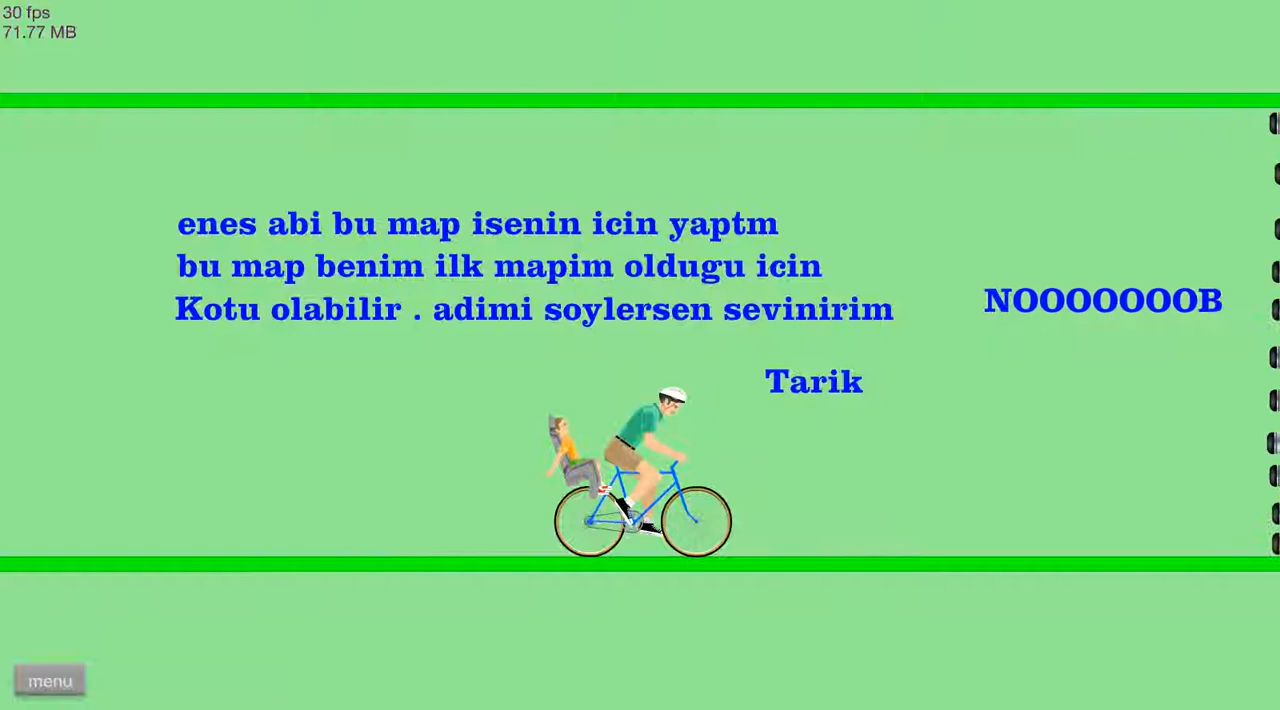 30 fps
71.77 MB
enes abi bu map isenin icin yaptm
bu map benim ilk mapim oldugu icin
Kotu olabilir . adimi soylersen sevinirim
NOOOOOOOB
Tarik
menu